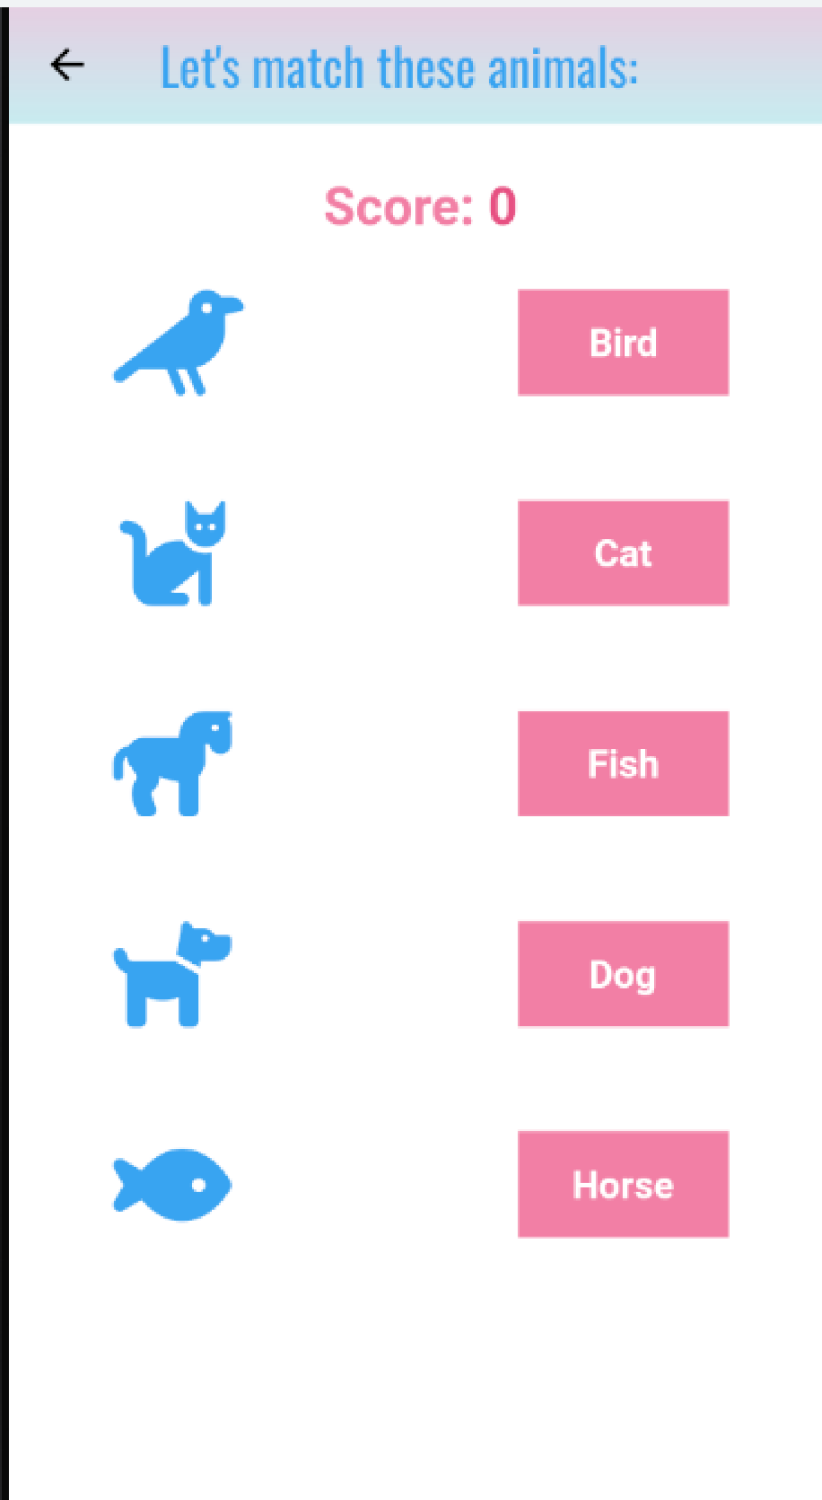 Let's match these animals:
Score: 0
Bird
Cat
Fish
Dog
Horse